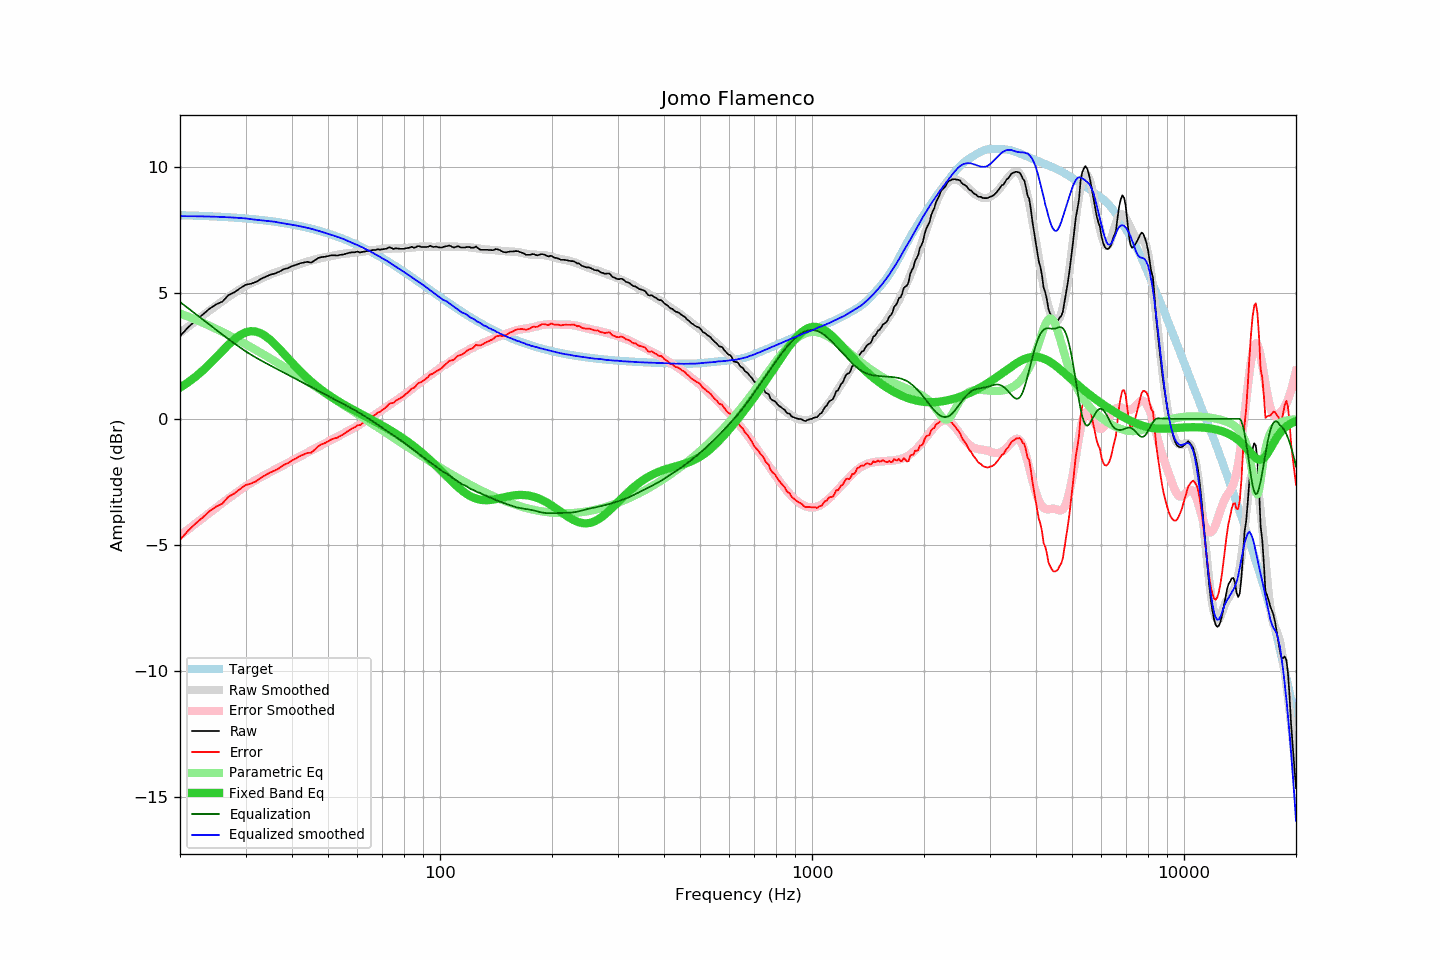 Jomo Flamenco
Amplitude (dBr)
10
5
0
−5
−10
−15
Target
Raw Smoothed
Error Smoothed
Raw
Error
Parametric Eq
Fixed Band Eq
Equalization
Equalized smoothed
100
1000
10000
Frequency (Hz)